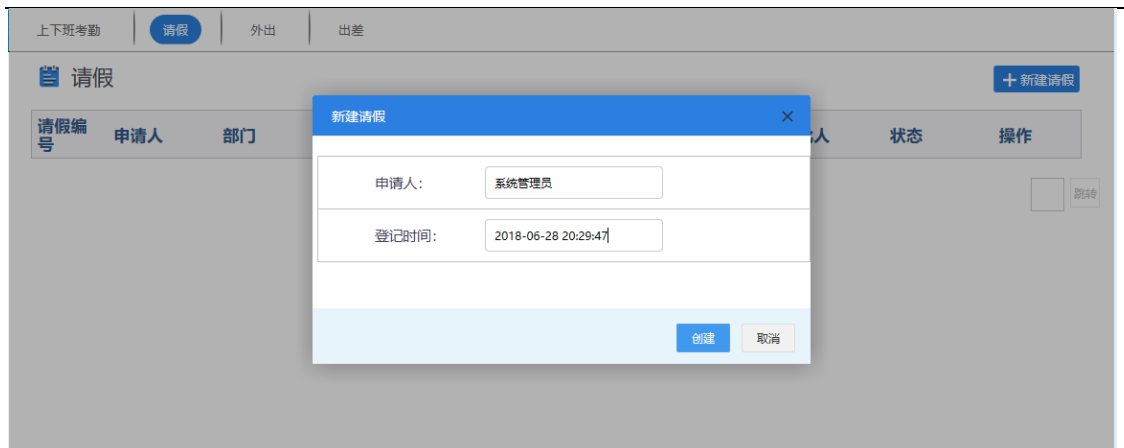 上下班考勤 请假 外出 出差
请假
新建请假
新建请假
请假编
号
申请人 部门 人 状态 操作
申请人： 系统管理员
登记时间： 2018-06-28 20:29:47
跳转
创建 取消